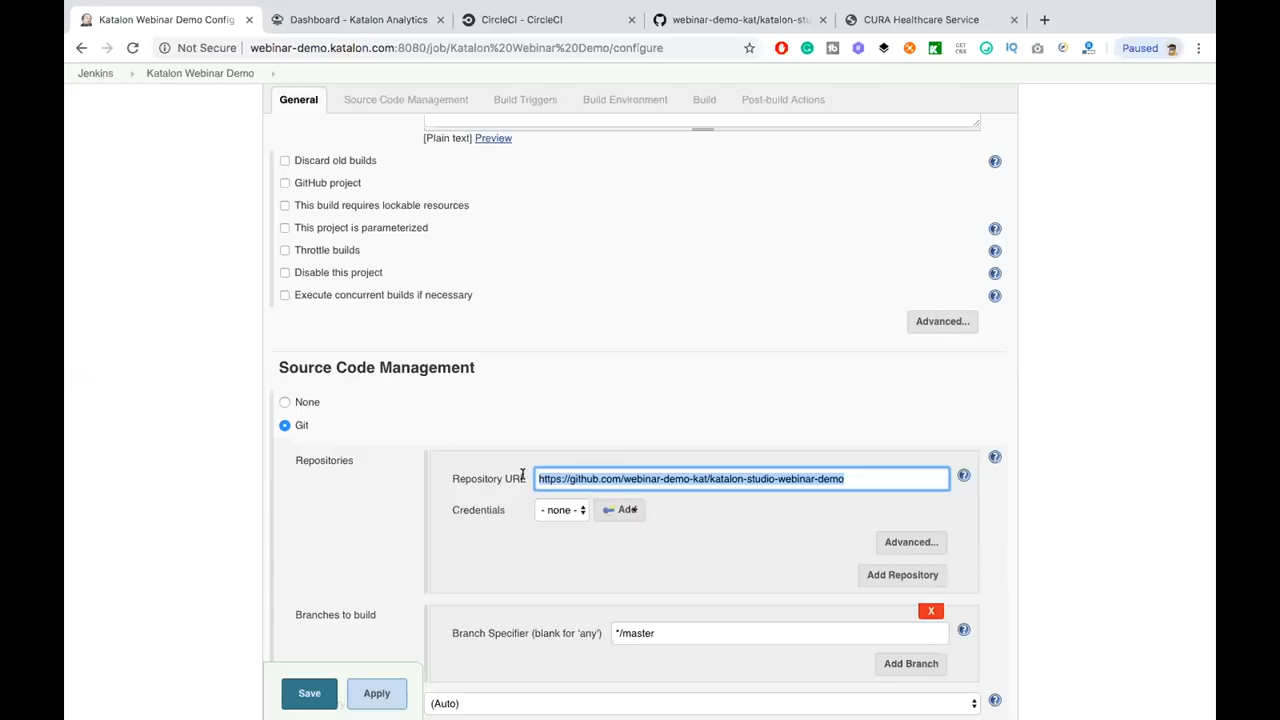 Katalon Webinar Demo Config
Dashboard - Katalon Analytics
CircleCI - CircleCI
webinar-demo-kat/katalon-stu
CURA Healthcare Service
Not Secure
webinar-demo.katalon.com:8080/job/Katalon%20Webinar%20Demo/configure
GET CRX
IQ
Paused
Jenkins
Katalon Webinar Demo
General
Source Code Management
Build Triggers
Build Environment
Build
Post-build Actions
[Plain text] Preview
Discard old builds
GitHub project
This build requires lockable resources
This project is parameterized
Throttle builds
Disable this project
Execute concurrent builds if necessary
Advanced...
Source Code Management
None
Git
Repositories
Repository URL
https://github.com/webinar-demo-kat/katalon-studio-webinar-demo
Credentials
- none -
Add
Advanced...
Add Repository
Branches to build
X
Branch Specifier (blank for 'any')
*/master
Add Branch
Save
Apply
(Auto)